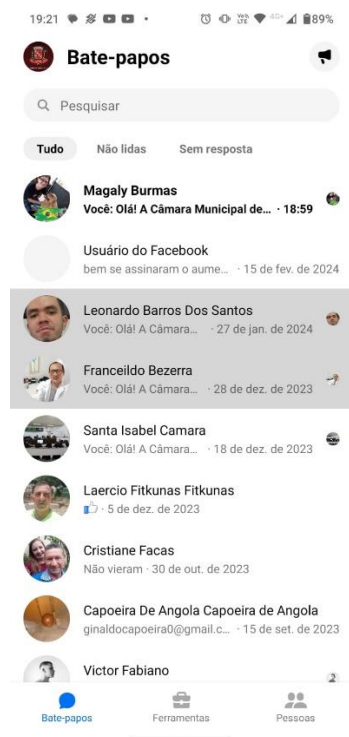 19:21
4G+ 89%
Bate-papos
Pesquisar
Tudo Não lidas Sem resposta
Magaly Burmas
Você: Olá! A Câmara Municipal de... · 18:59
Usuário do Facebook
bem se assinaram o aume... · 15 de fev. de 2024
Leonardo Barros Dos Santos
Você: Olá! A Câmara... · 27 de jan. de 2024
Franceildo Bezerra
Você: Olá! A Câmara... · 28 de dez. de 2023
Santa Isabel Camara
Você: Olá! A Câmara... · 18 de dez. de 2023
Laercio Fitkunas Fitkunas
· 5 de dez. de 2023
Cristiane Facas
Não vieram · 30 de out. de 2023
Capoeira De Angola Capoeira de Angola
ginaldocapoeira0@gmail.c... · 15 de set. de 2023
Victor Fabiano
Bate-papos Ferramentas Pessoas